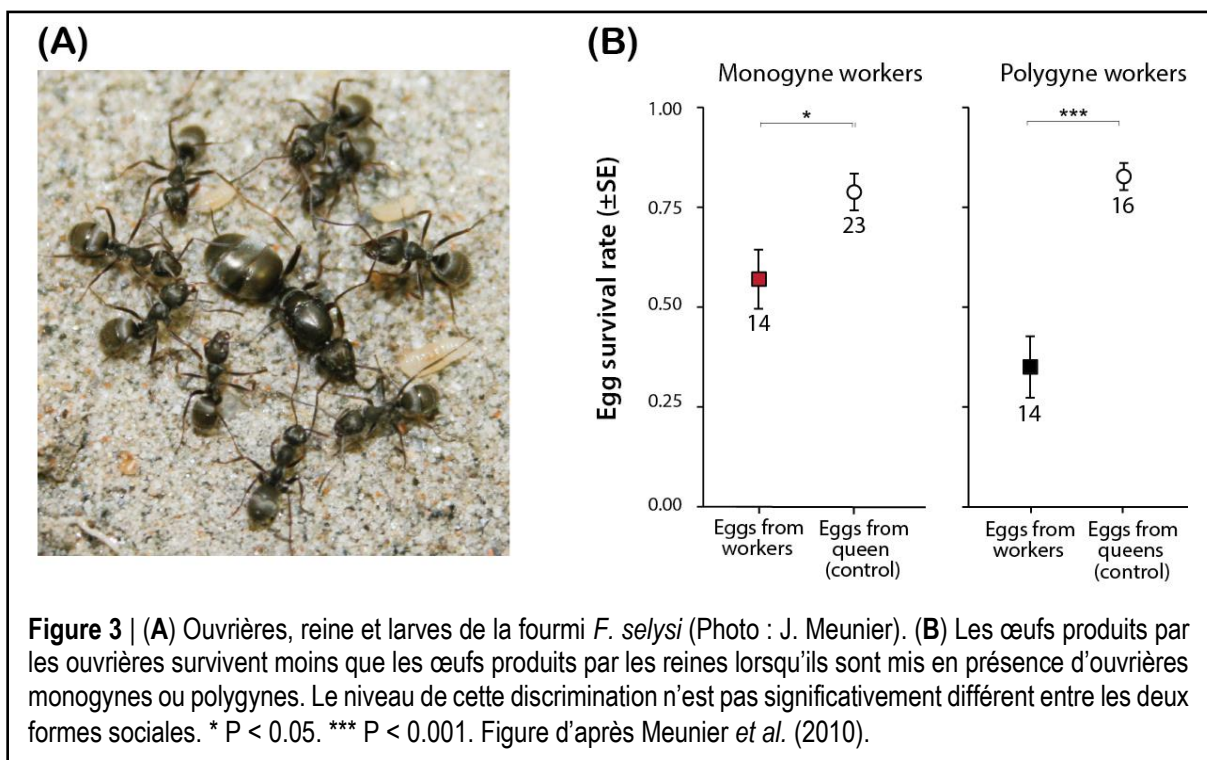 (A)
(B)
Monogyne workers
Polygyne workers
Egg survival rate (±SE)
1.00
0.75
0.50
0.25
0.00
*
14
23
***
14
16
Eggs from
workers
Eggs from
queen
(control)
Eggs from
workers
Eggs from
queens
(control)
Figure 3 | (A) Ouvrières, reine et larves de la fourmi F. selysi (Photo : J. Meunier). (B) Les œufs produits par
les ouvrières survivent moins que les œufs produits par les reines lorsqu’ils sont mis en présence d’ouvrières
monogynes ou polygynes. Le niveau de cette discrimination n’est pas significativement différent entre les deux
formes sociales. * P < 0.05. *** P < 0.001. Figure d’après Meunier et al. (2010).